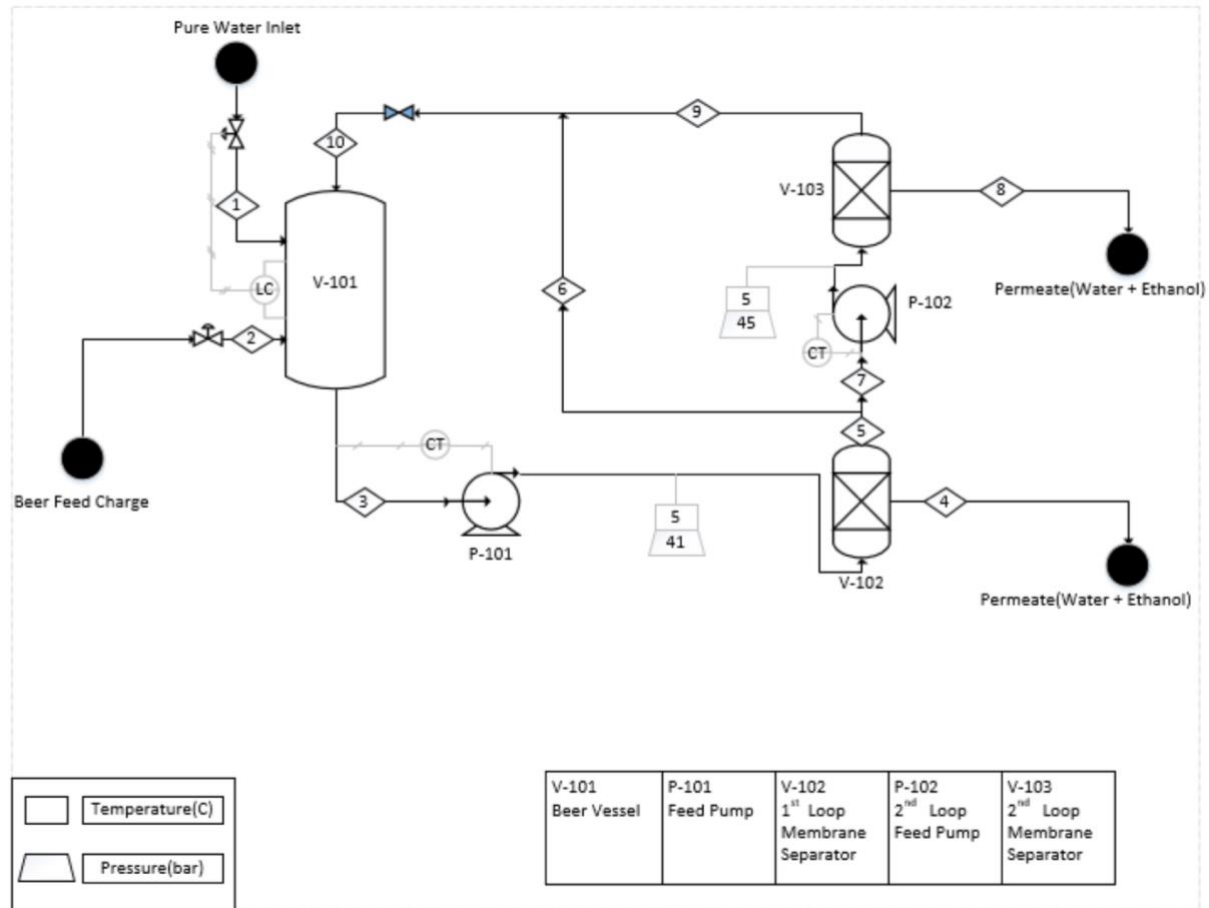 Pure Water Inlet
9
10
V-103
8
1
V-101
Permeate(Water + Ethanol)
LC
6
5
45
P-102
2
CT
7
5
CT
Beer Feed Charge
3
5
41
4
P-101
V-102
Permeate(Water + Ethanol)
Temperature(C)
Pressure(bar)
V-101
Beer Vessel
P-101
Feed Pump
V-102
1st Loop
Membrane
Separator
P-102
2nd Loop
Feed Pump
V-103
2nd Loop
Membrane
Separator